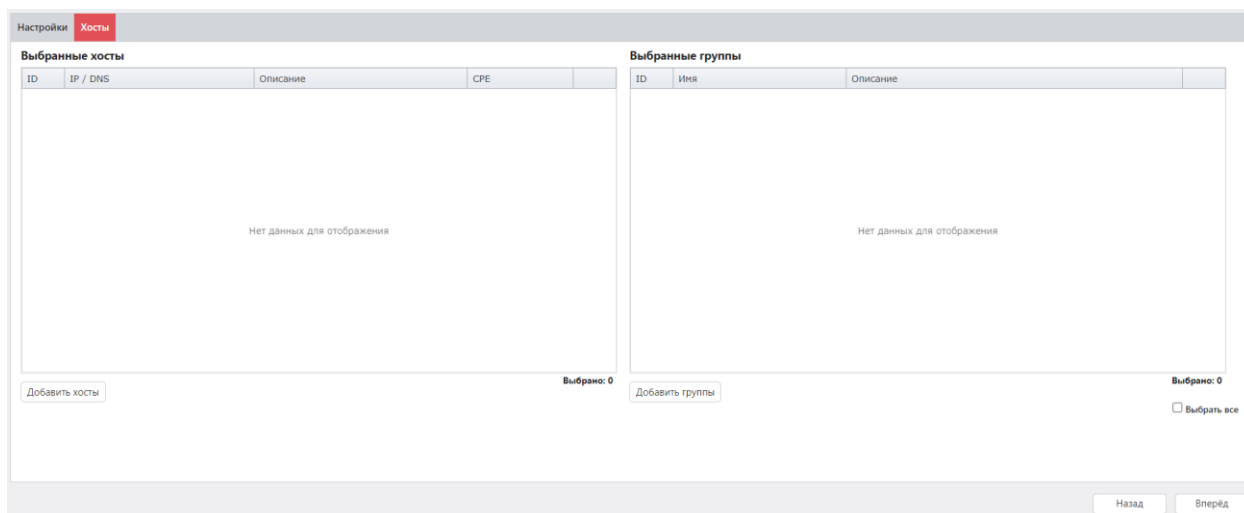 Настройки Хосты
Выбранные хосты
ID IP / DNS Описание CPE
Нет данных для отображения
Выбрано: 0
Добавить хосты
Выбранные группы
ID Имя Описание
Нет данных для отображения
Выбрано: 0
Добавить группы
Выбрать все
Назад Вперёд